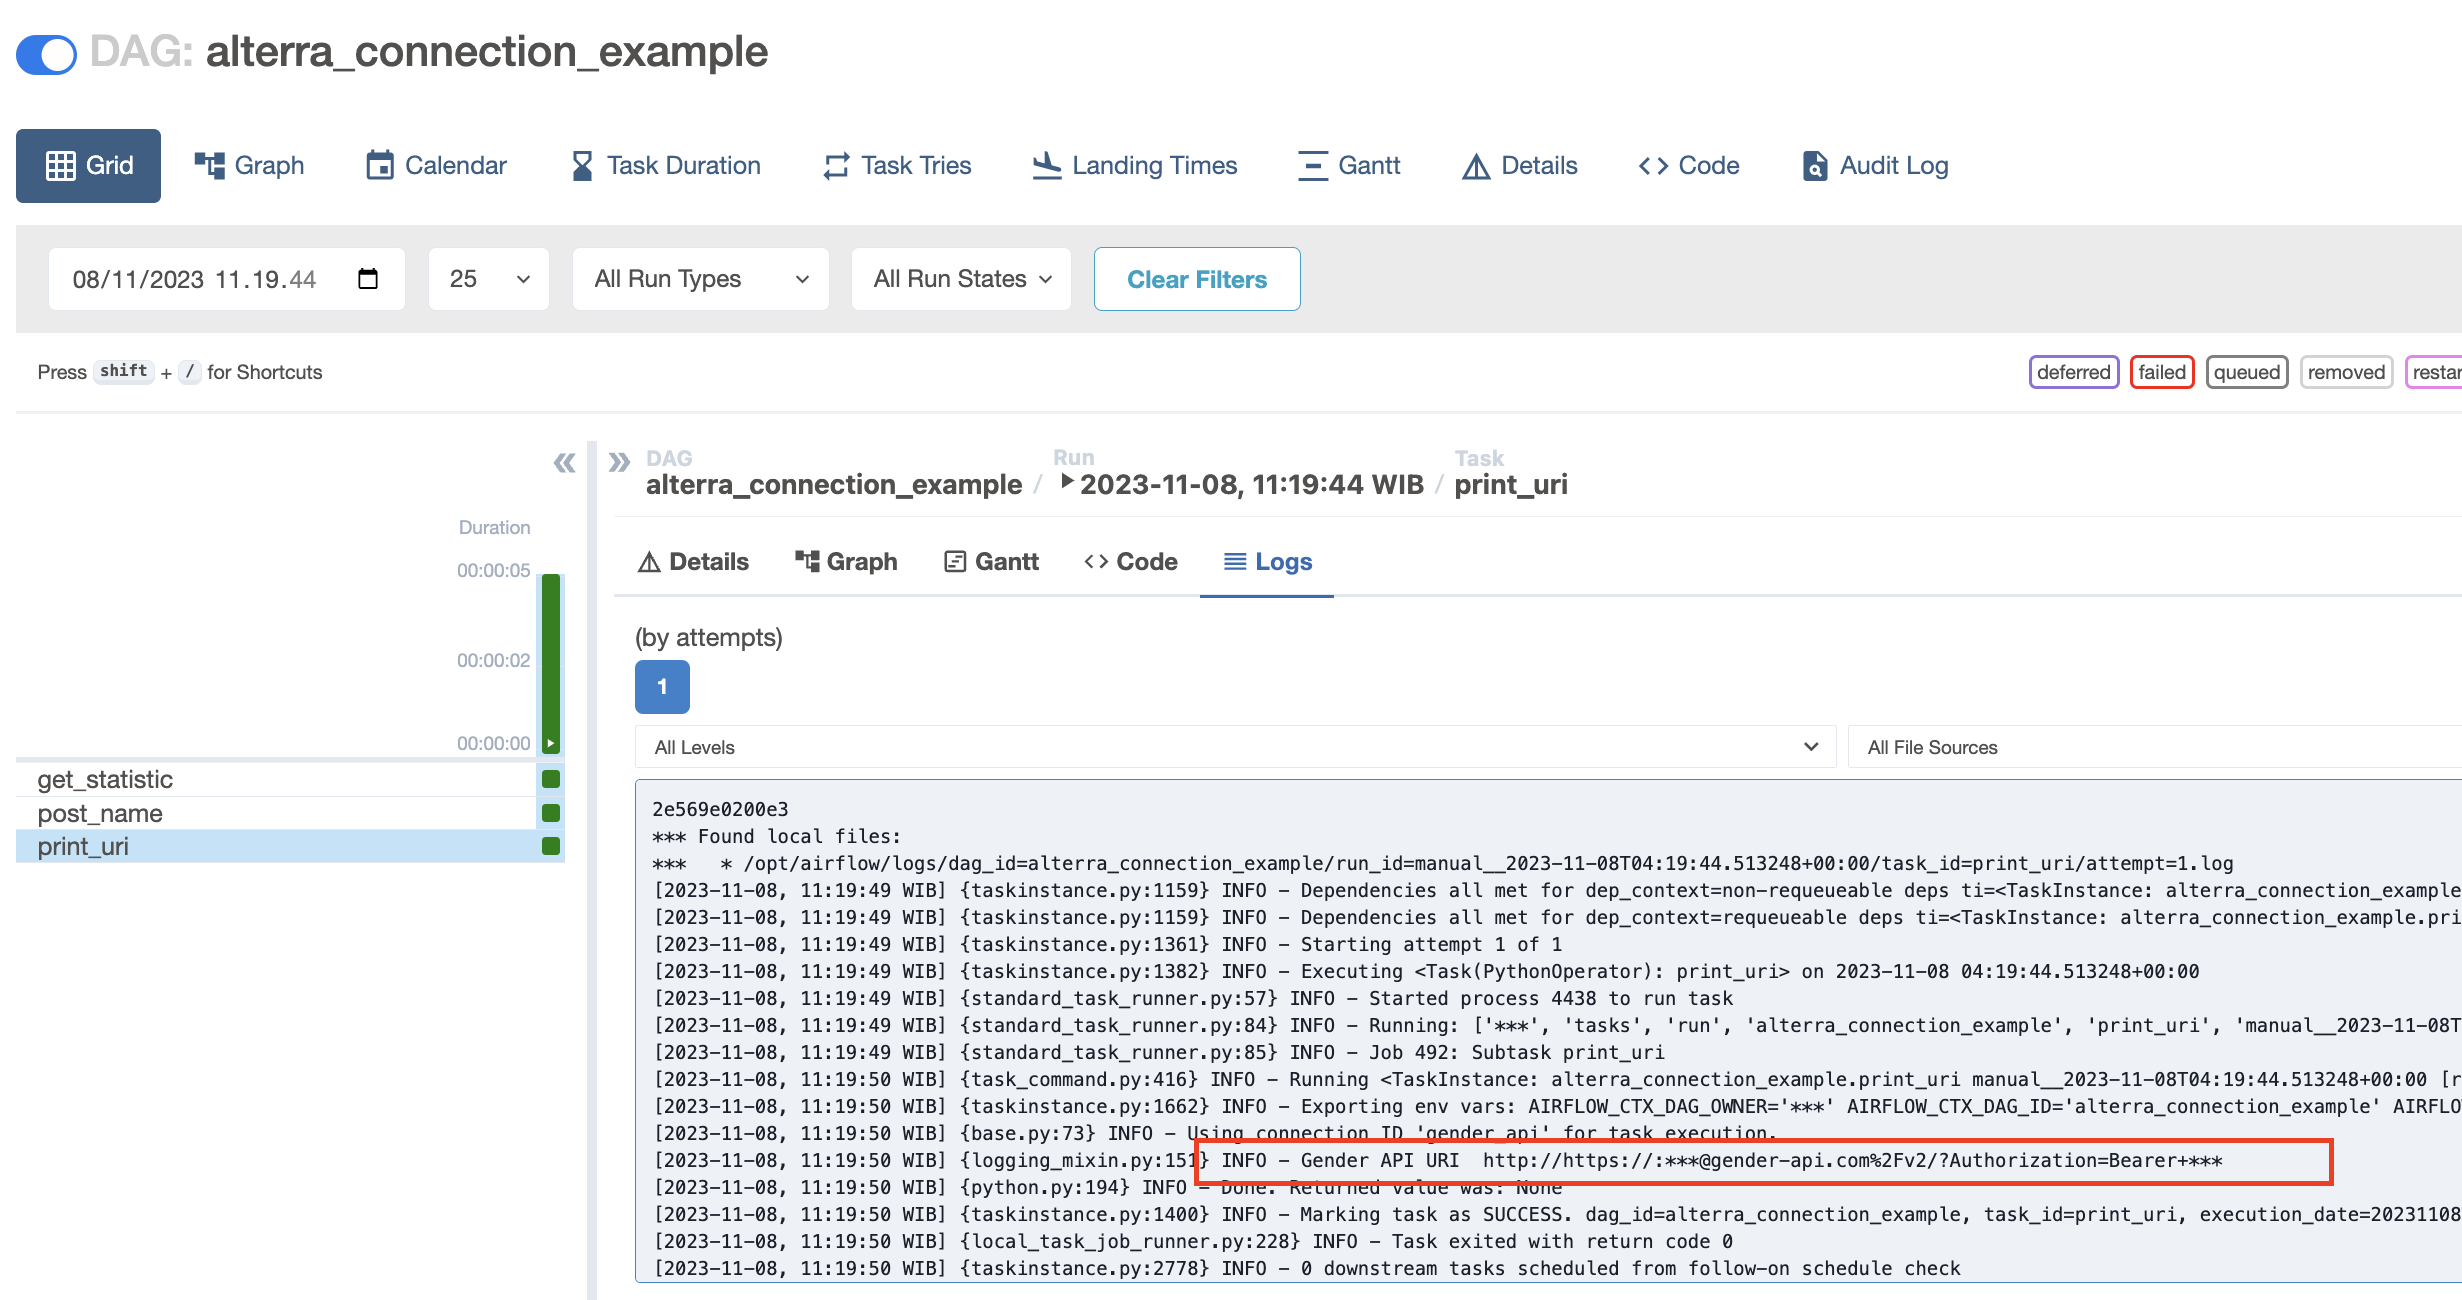 DAG: alterra_connection_example
Grid Graph Calendar Task Duration Task Tries Landing Times Gantt Details Code Audit Log
08/11/2023 11.19.44 25 All Run Types All Run States Clear Filters
Press shift + / for Shortcuts
deferred failed queued removed restar
DAG Run Task
alterra_connection_example / 2023-11-08, 11:19:44 WIB / print_uri
Duration
00:00:05
00:00:02
00:00:00
get_statistic
post_name
print_uri
Details Graph Gantt Code Logs
(by attempts)
1
All Levels All File Sources
2e569e0200e3
*** Found local files:
***   * /opt/airflow/logs/dag_id=alterra_connection_example/run_id=manual__2023-11-08T04:19:44.513248+00:00/task_id=print_uri/attempt=1.log
[2023-11-08, 11:19:49 WIB] {taskinstance.py:1159} INFO - Dependencies all met for dep_context=non-requeueable deps ti=<TaskInstance: alterra_connection_example
[2023-11-08, 11:19:49 WIB] {taskinstance.py:1159} INFO - Dependencies all met for dep_context=requeueable deps ti=<TaskInstance: alterra_connection_example.pri
[2023-11-08, 11:19:49 WIB] {taskinstance.py:1361} INFO - Starting attempt 1 of 1
[2023-11-08, 11:19:49 WIB] {taskinstance.py:1382} INFO - Executing <Task(PythonOperator): print_uri> on 2023-11-08 04:19:44.513248+00:00
[2023-11-08, 11:19:49 WIB] {standard_task_runner.py:57} INFO - Started process 4438 to run task
[2023-11-08, 11:19:49 WIB] {standard_task_runner.py:84} INFO - Running: ['***', 'tasks', 'run', 'alterra_connection_example', 'print_uri', 'manual__2023-11-08T
[2023-11-08, 11:19:49 WIB] {standard_task_runner.py:85} INFO - Job 492: Subtask print_uri
[2023-11-08, 11:19:50 WIB] {task_command.py:416} INFO - Running <TaskInstance: alterra_connection_example.print_uri manual__2023-11-08T04:19:44.513248+00:00 [r
[2023-11-08, 11:19:50 WIB] {taskinstance.py:1662} INFO - Exporting env vars: AIRFLOW_CTX_DAG_OWNER='***' AIRFLOW_CTX_DAG_ID='alterra_connection_example' AIRFLO
[2023-11-08, 11:19:50 WIB] {base.py:73} INFO - Using connection ID 'gender_api' for task execution.
[2023-11-08, 11:19:50 WIB] {logging_mixin.py:151} INFO - Gender API URI  http://https://:***@gender-api.com%2Fv2/?Authorization=Bearer+***
[2023-11-08, 11:19:50 WIB] {python.py:194} INFO - Done. Returned value was: None
[2023-11-08, 11:19:50 WIB] {taskinstance.py:1400} INFO - Marking task as SUCCESS. dag_id=alterra_connection_example, task_id=print_uri, execution_date=20231108
[2023-11-08, 11:19:50 WIB] {local_task_job_runner.py:228} INFO - Task exited with return code 0
[2023-11-08, 11:19:50 WIB] {taskinstance.py:2778} INFO - 0 downstream tasks scheduled from follow-on schedule check